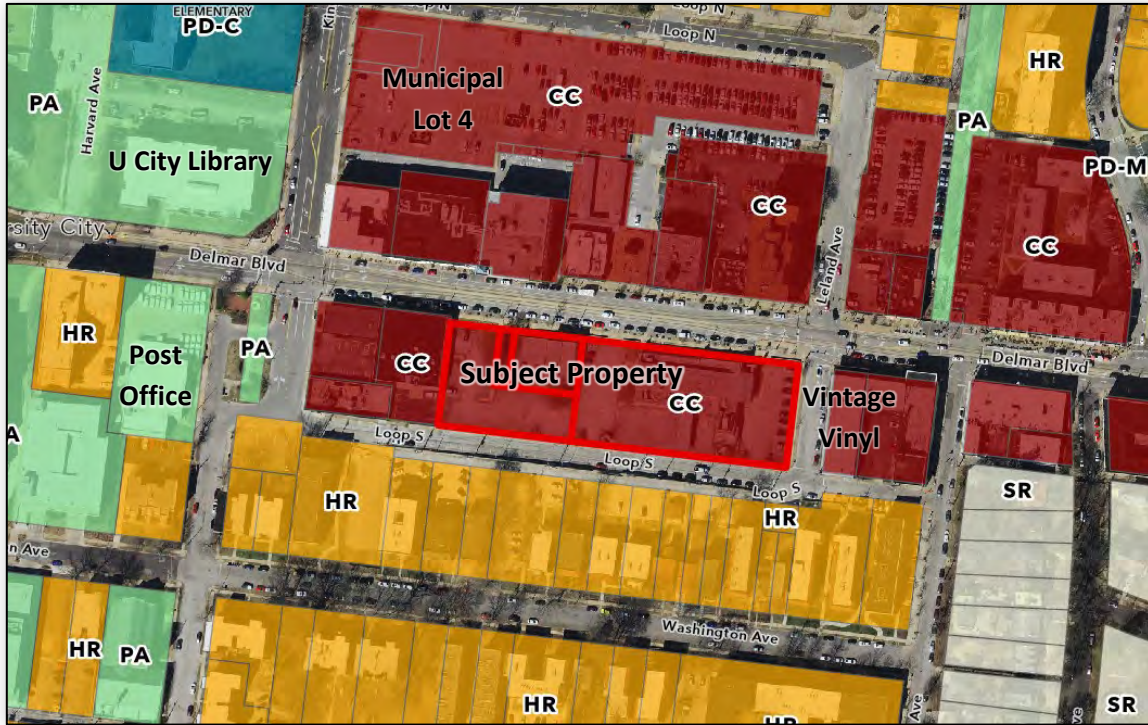 ELEMENTARY
PD-C
Loop N
Loop N
Loop N
HR
PA
Harvard Ave
Municipal
Lot 4
CC
PA
U City Library
PD-M
CC
CC
Leland Ave
Delmar Blvd
HR
Post
Office
PA
CC
Subject Property
CC
Delmar Blvd
Vintage
Vinyl
Loop S
Loop S
Loop S
HR
HR
SR
Washington Ave
HR
PA
HR
HR
SR
Ave